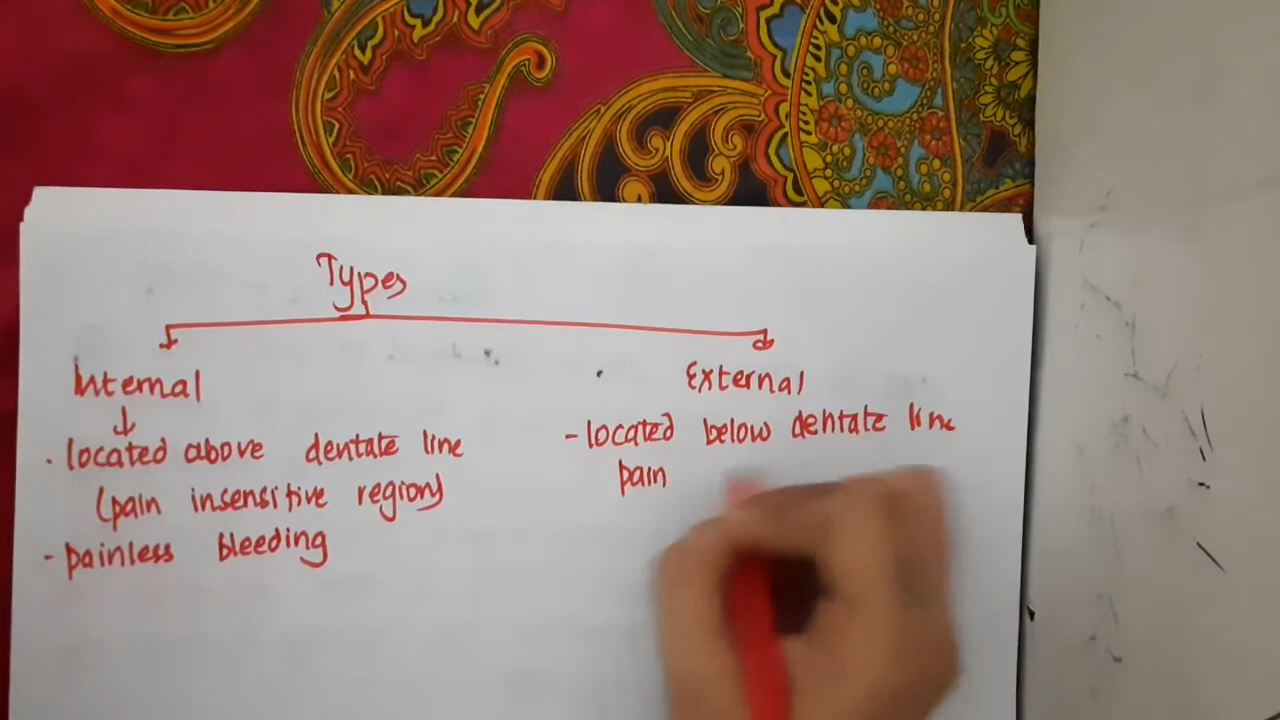 Types
Internal
· located above dentate line
(pain insensitive region)
- painless bleeding
External
- located below dentate line
pain